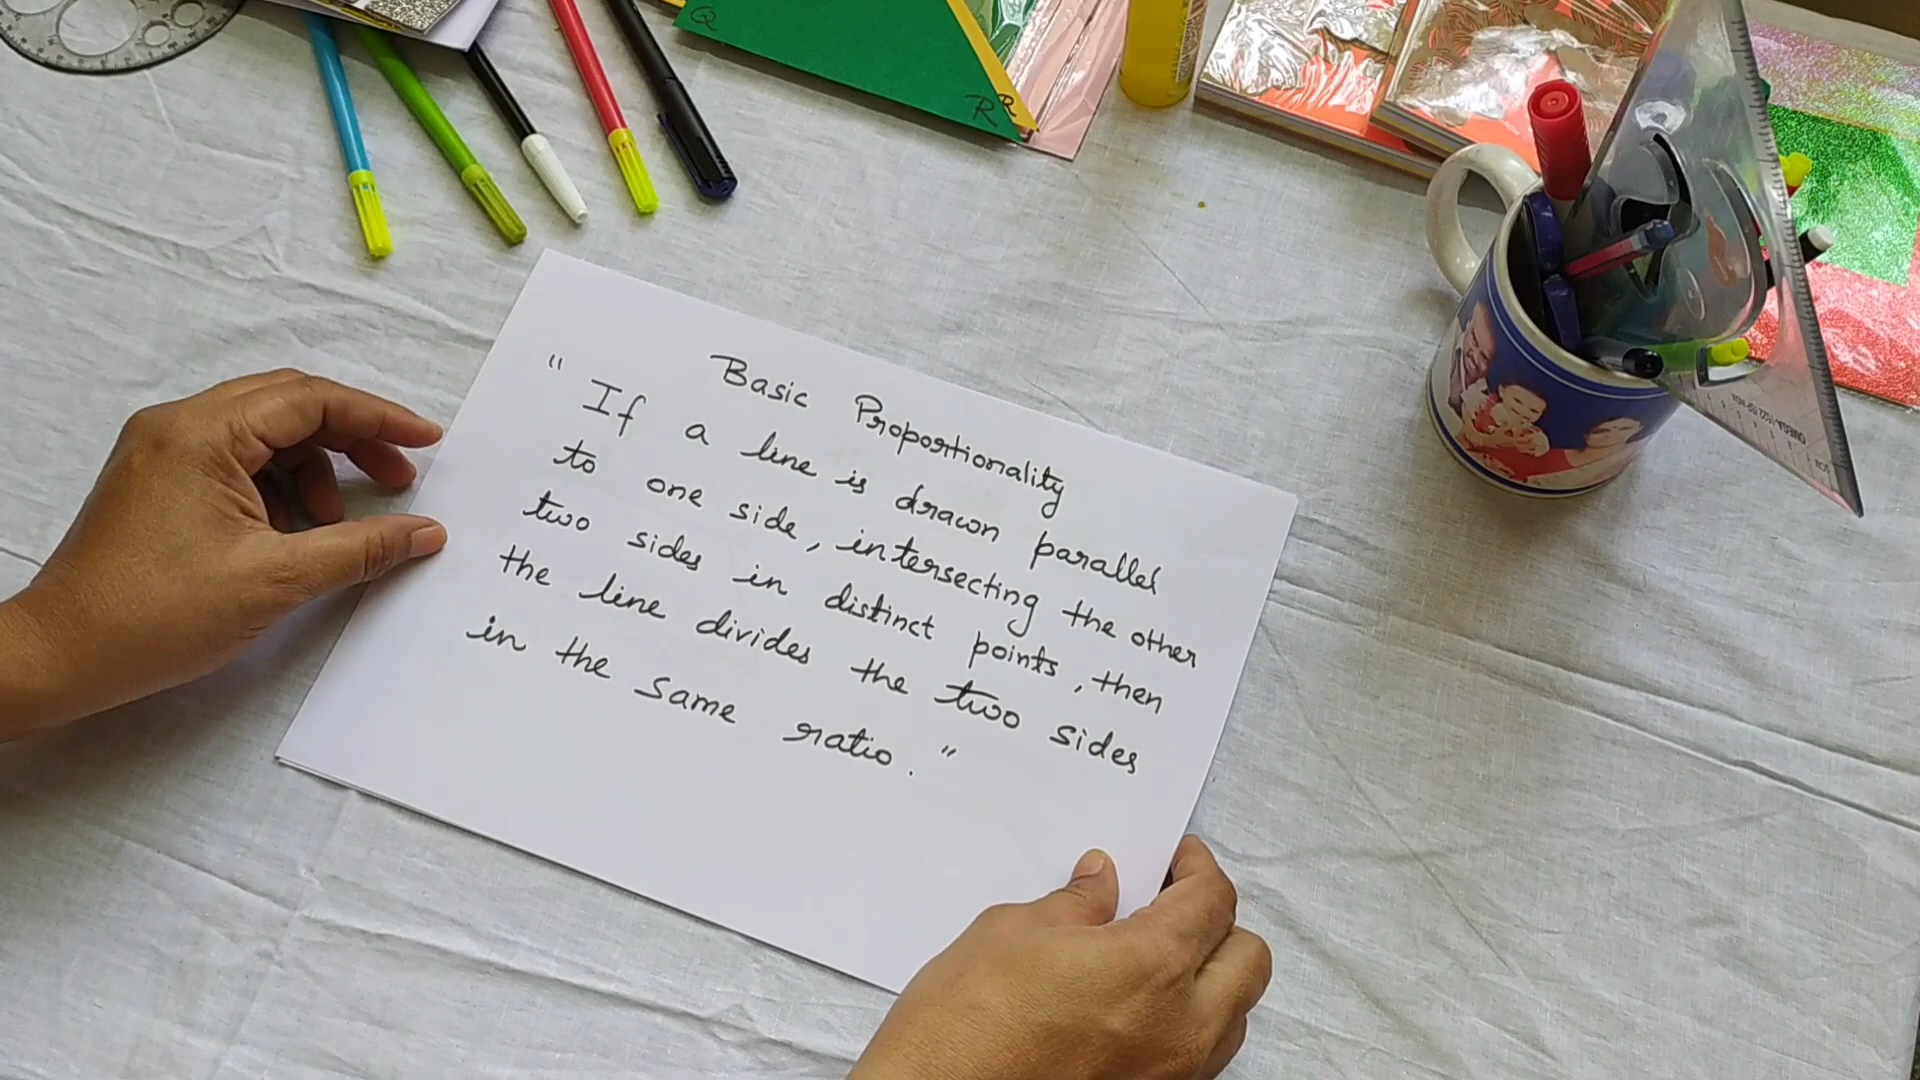 Q
R
R
Basic Proportionality
" If a line is drawn parallel
to one side, intersecting the other
two sides in distinct points, then
the line divides the two sides
in the same ratio. "